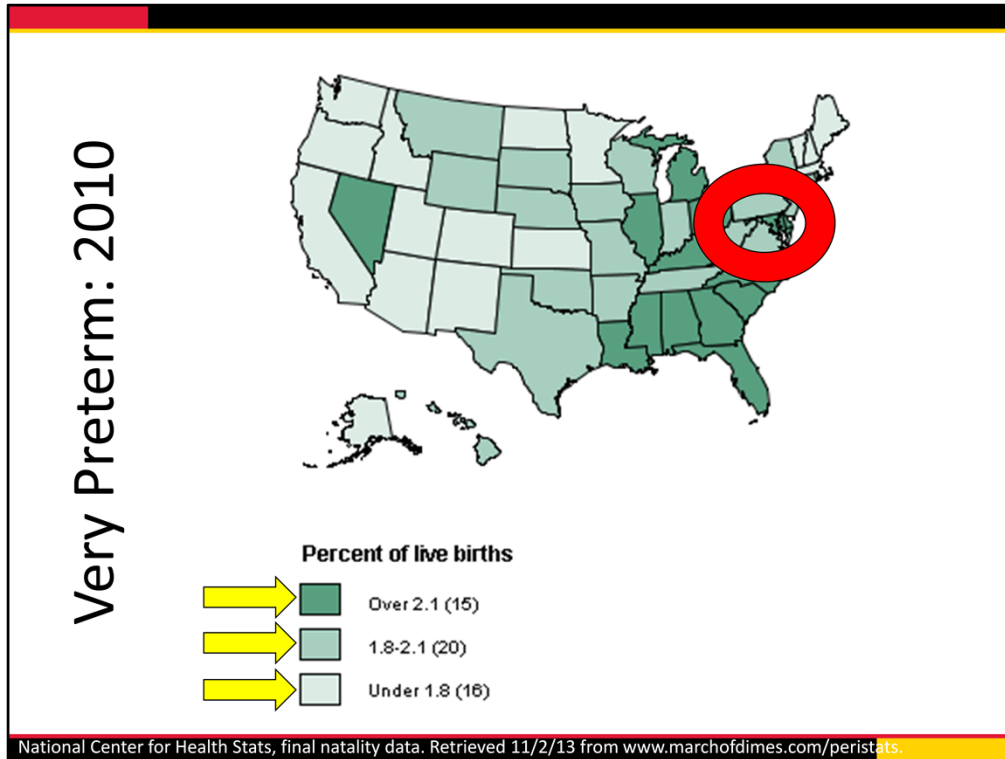 Very Preterm: 2010
Percent of live births
Over 2.1 (15)
1.8-2.1 (20)
Under 1.8 (16)
National Center for Health Stats, final natality data. Retrieved 11/2/13 from www.marchofdimes.com/peristats.